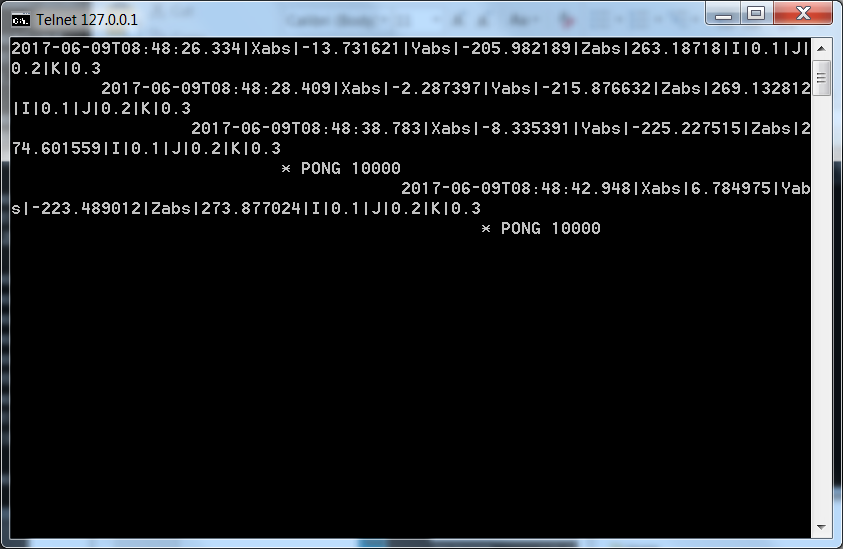 Telnet 127.0.0.1
2017-06-09T08:48:26.334|Xabs|-13.731621|Yabs|-205.982189|Zabs|263.18718|I|0.1|J|
0.2|K|0.3
2017-06-09T08:48:28.409|Xabs|-2.287397|Yabs|-215.876632|Zabs|269.132812
|I|0.1|J|0.2|K|0.3
2017-06-09T08:48:38.783|Xabs|-8.335391|Yabs|-225.227515|Zabs|2
74.601559|I|0.1|J|0.2|K|0.3
* PONG 10000
2017-06-09T08:48:42.948|Xabs|6.784975|Yab
s|-223.489012|Zabs|273.877024|I|0.1|J|0.2|K|0.3
* PONG 10000